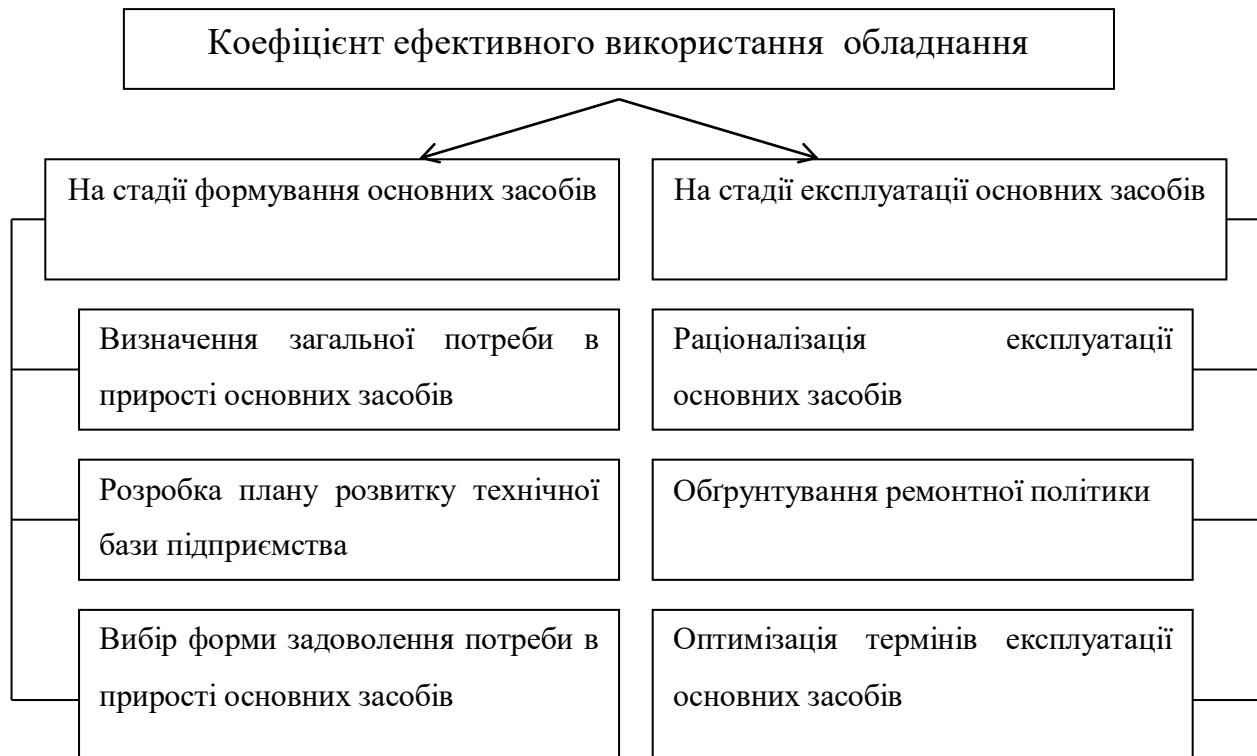 Коефіцієнт ефективного використання обладнання
На стадії формування основних засобів
Визначення загальної потреби в
прирості основних засобів
Розробка плану розвитку технічної
бази підприємства
Вибір форми задоволення потреби в
прирості основних засобів
На стадії експлуатації основних засобів
Раціоналізація експлуатації
основних засобів
Обґрунтування ремонтної політики
Оптимізація термінів експлуатації
основних засобів